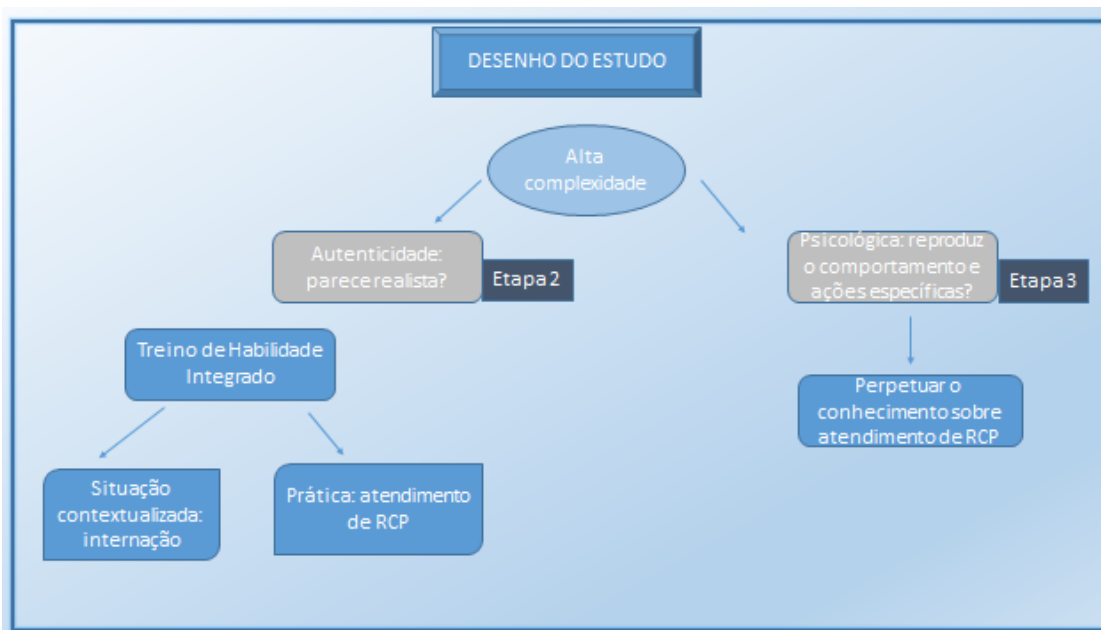 DESENHO DO ESTUDO
Alta
complexidade
Autenticidade:
parece realista?
Etapa 2
Psicológica: reproduz
o comportamento e
ações específicas?
Etapa 3
Treino de Habilidade
Integrado
Perpetuar o
conhecimento sobre
atendimento de RCP
Situação
contextualizada:
internação
Prática: atendimento
de RCP